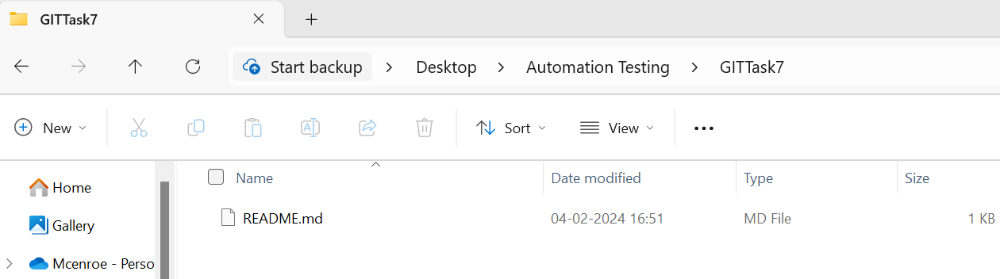 GITTask7
Start backup > Desktop > Automation Testing > GITTask7
New Sort View
Name Date modified Type Size
Home
README.md 04-02-2024 16:51 MD File 1 KB
Gallery
Mcenroe - Perso